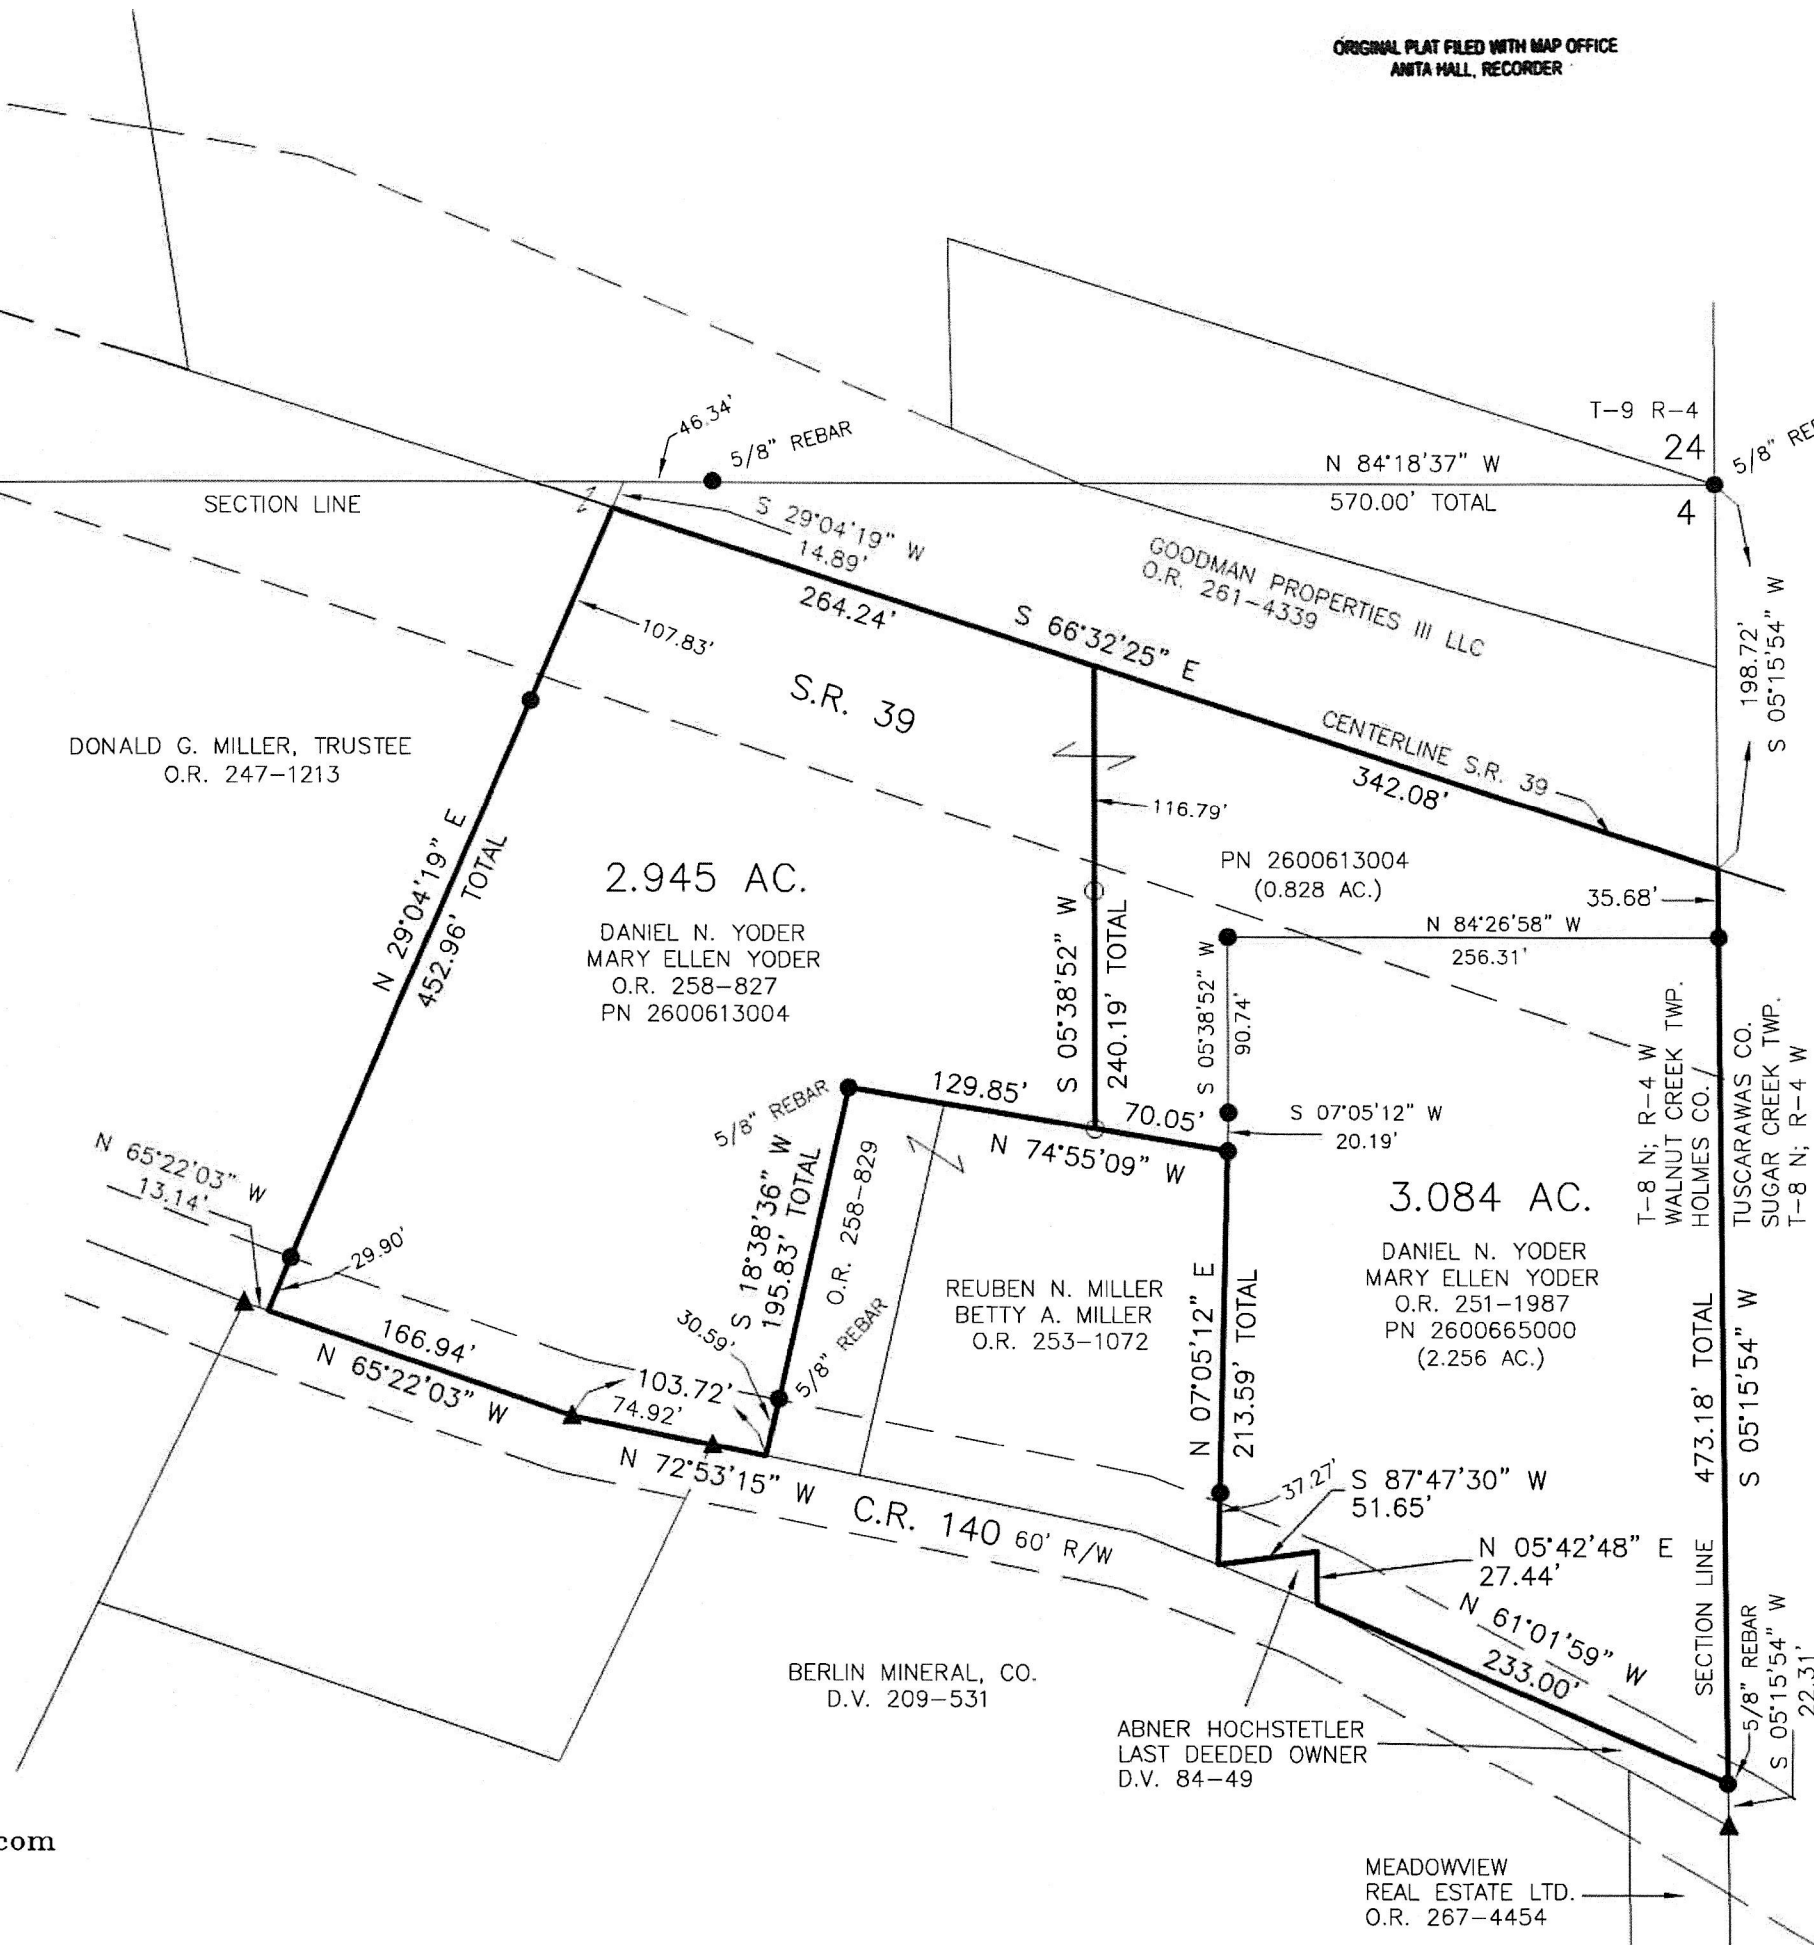 ORIGINAL PLAT FILED WITH MAP OFFICE
ANITA HALL, RECORDER
T-9 R-4
24
4
46.34'
5/8" REBAR
5/8"
N 84°18'37" W
570.00' TOTAL
SECTION LINE
S 29°04'19" W
14.89'
264.24'
S 66°32'25" E
GOODMAN PROPERTIES III LLC
O.R. 261-4339
198.72'
S 05°15'54" W
107.83'
S.R. 39
CENTERLINE S.R. 39
342.08'
DONALD G. MILLER, TRUSTEE
O.R. 247-1213
116.79'
PN 2600613004
(0.828 AC.)
35.68'
N 29°04'19" E
452.96' TOTAL
2.945 AC.
DANIEL N. YODER
MARY ELLEN YODER
O.R. 258-827
PN 2600613004
S 05°38'52" W
240.19' TOTAL
N 84°26'58" W
256.31'
S 05°38'52" W
90.74'
T-8 N; R-4 W
WALNUT CREEK TWP.
HOLMES CO.
TUSCARAWAS CO.
SUGAR CREEK TWP.
T-8 N; R-4 W
5/8" REBAR
129.85'
70.05'
N 74°55'09" W
S 07°05'12" W
20.19'
N 65°22'03" W
13.14'
29.90'
S 18°38'36" W
195.83' TOTAL
O.R. 258-829
3.084 AC.
DANIEL N. YODER
MARY ELLEN YODER
O.R. 251-1987
PN 2600665000
(2.256 AC.)
REUBEN N. MILLER
BETTY A. MILLER
O.R. 253-1072
N 07°05'12" E
213.59' TOTAL
166.94'
N 65°22'03" W
30.59'
5/8" REBAR
103.72'
74.92'
N 72°53'15" W
C.R. 140 60' R/W
37.27'
S 87°47'30" W
51.65'
N 05°42'48" E
27.44'
N 61°01'59" W
233.00'
SECTION LINE 473.18' TOTAL
S 05°15'54" W
5/8" REBAR
S 05°15'54" W
22.31'
BERLIN MINERAL, CO.
D.V. 209-531
ABNER HOCHSTETLER
LAST DEEDED OWNER
D.V. 84-49
com
MEADOWVIEW
REAL ESTATE LTD.
O.R. 267-4454